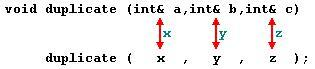 void duplicate (int& a,int& b,int& c)
x y z
duplicate ( x , y , z );